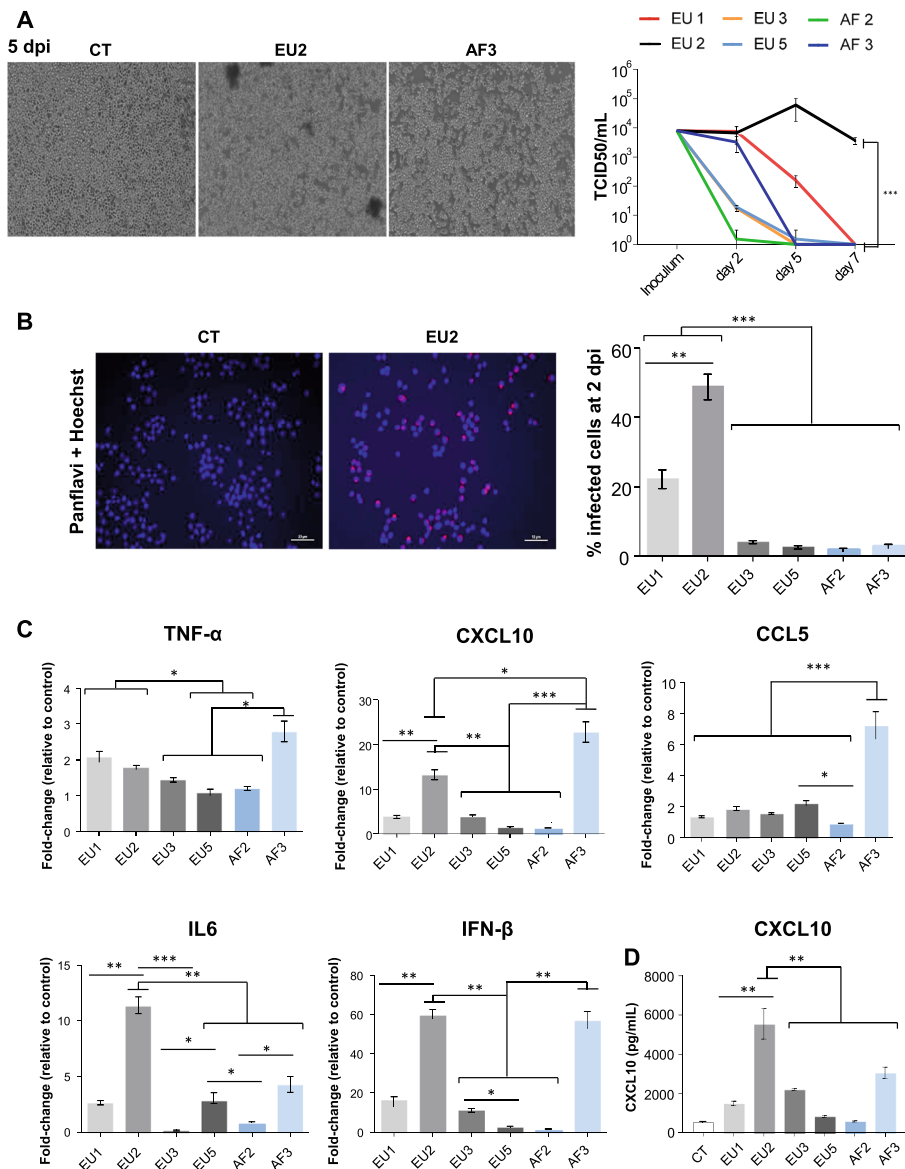 A
5 dpi
CT
EU2
AF3
EU 1
EU 3
AF 2
EU 2
EU 5
AF 3
TCID50/mL
10^6
10^5
10^4
10^3
10^2
10^1
10^0
***
Inoculum
day 2
day 5
day 7
B
CT
EU2
Panflavi + Hoechst
% infected cells at 2 dpi
60
40
20
0
***
**
EU1
EU2
EU3
EU5
AF2
AF3
C
TNF-α
Fold-change (relative to control)
4
3
2
1
0
*
*
EU1
EU2
EU3
EU5
AF2
AF3
CXCL10
Fold-change (relative to control)
30
20
10
0
*
***
**
**
EU1
EU2
EU3
EU5
AF2
AF3
CCL5
Fold-change (relative to control)
10
8
6
4
2
0
***
*
EU1
EU2
EU3
EU5
AF2
AF3
IL6
Fold-change (relative to control)
15
10
5
0
**
***
**
*
*
*
EU1
EU2
EU3
EU5
AF2
AF3
IFN-β
Fold-change (relative to control)
80
60
40
20
0
**
**
**
*
EU1
EU2
EU3
EU5
AF2
AF3
D
CXCL10
CXCL10 (pg/mlL)
8000
6000
4000
2000
0
**
**
CT
EU1
EU2
EU3
EU5
AF2
AF3